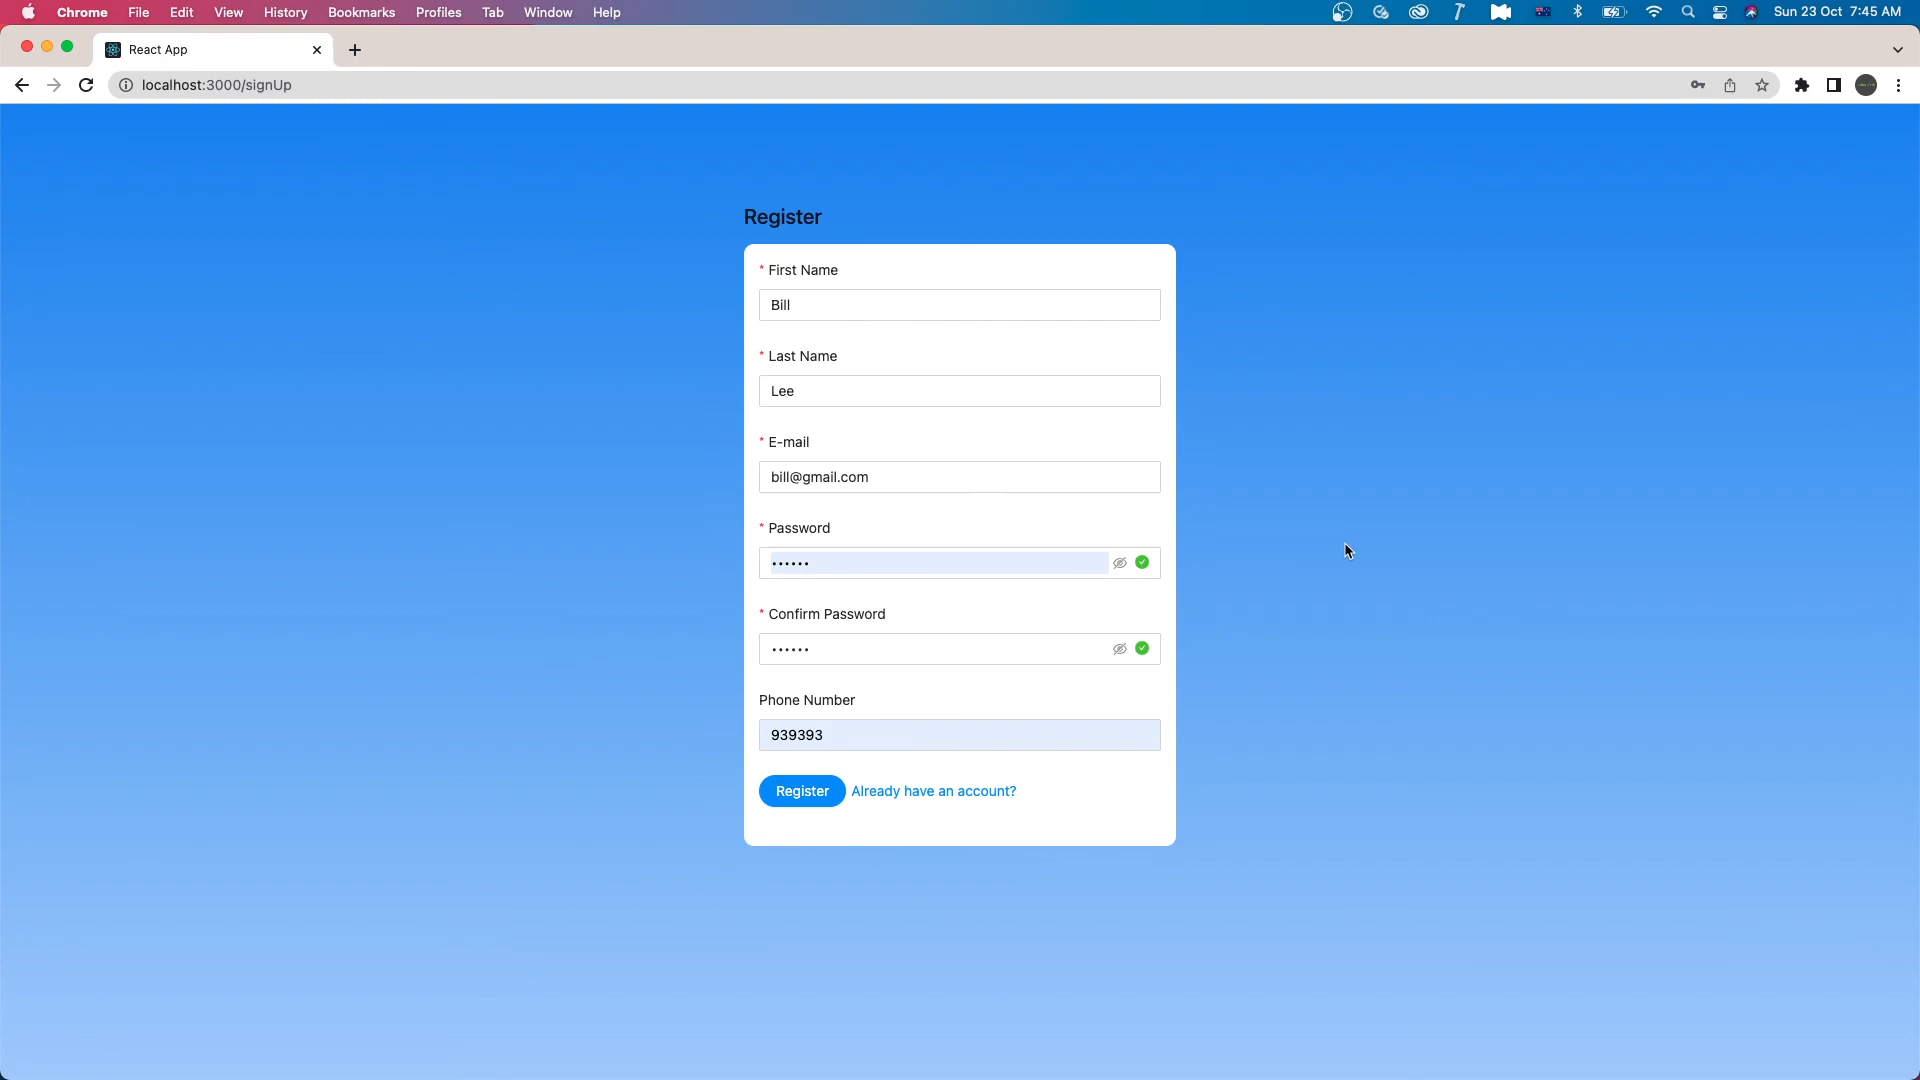 Chrome File Edit View History Bookmarks Profiles Tab Window Help Sun 23 Oct 7:45 AM
React App
localhost:3000/signUp
Register
* First Name
Bill
* Last Name
Lee
* E-mail
bill@gmail.com
* Password
••••••
* Confirm Password
••••••
Phone Number
939393
Register Already have an account?